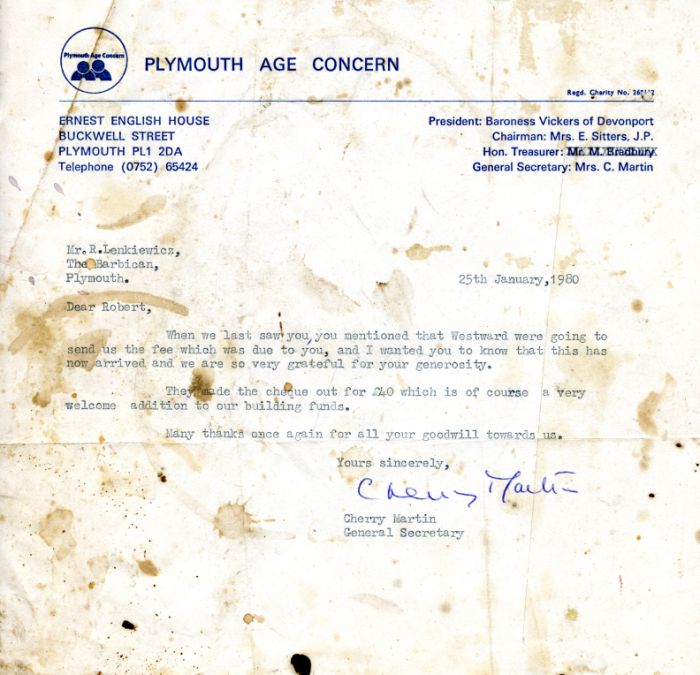 Plymouth Age Concern
PLYMOUTH AGE CONCERN
Regd. Charity No.
ERNEST ENGLISH HOUSE
BUCKWELL STREET
PLYMOUTH PL1 2DA
Telephone (0752) 65424
President: Baroness Vickers of Devonport
Chairman: Mrs. E. Sitters, J.P.
Hon. Treasurer: Mr. M. Bradbury
General Secretary: Mrs. C. Martin
Mr. R.Lenkiewicz,
The Barbican,
Plymouth.
25th January,1980
Dear Robert,
When we last saw you,you mentioned that Westward were going to
send us the fee which was due to you, and I wanted you to know that this has
now arrived and we are so very grateful for your generosity.
They made the cheque out for £40 which is of course a very
welcome addition to our building funds.
Many thanks once again for all your goodwill towards us.
Yours sincerely,
Cherry Martin
Cherry Martin
General Secretary